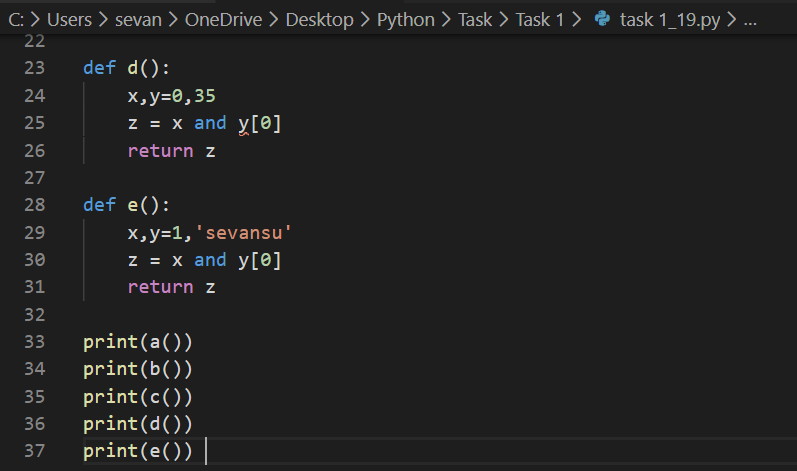 C: > Users > sevan > OneDrive > Desktop > Python > Task > Task 1 > task 1_19.py > ...
22
23 def d():
24     x,y=0,35
25     z = x and y[0]
26     return z
27
28 def e():
29     x,y=1,'sevansu'
30     z = x and y[0]
31     return z
32
33 print(a())
34 print(b())
35 print(c())
36 print(d())
37 print(e())